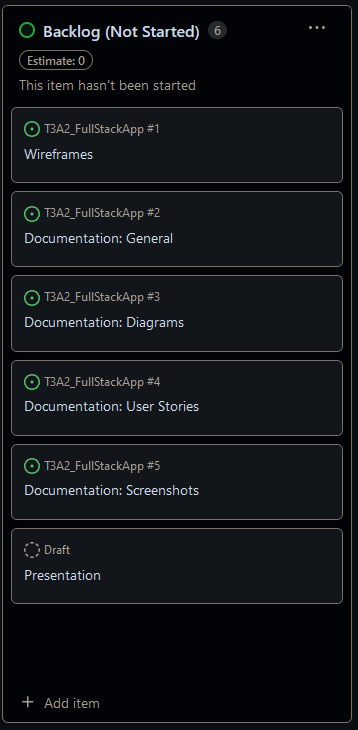 Backlog (Not Started) 6
Estimate: 0
This item hasn't been started
T3A2_FullStackApp #1
Wireframes
T3A2_FullStackApp #2
Documentation: General
T3A2_FullStackApp #3
Documentation: Diagrams
T3A2_FullStackApp #4
Documentation: User Stories
T3A2_FullStackApp #5
Documentation: Screenshots
Draft
Presentation
Add item